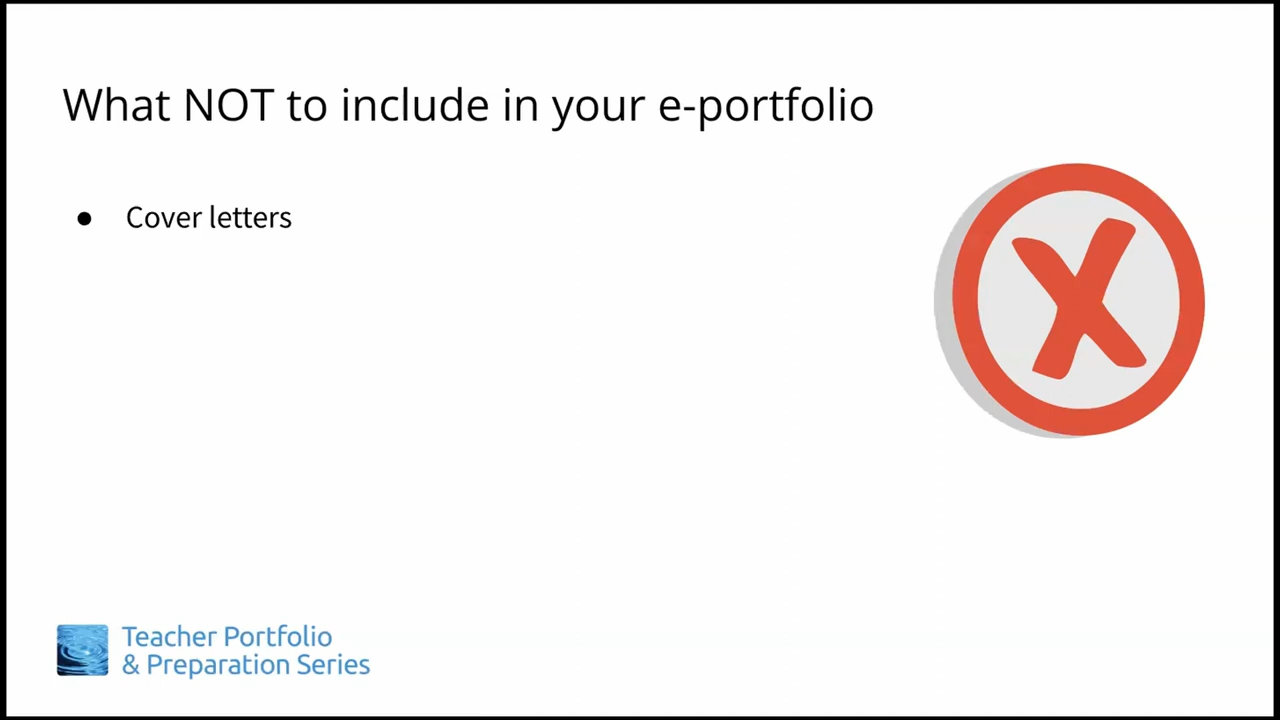 What NOT to include in your e-portfolio
● Cover letters
Teacher Portfolio
& Preparation Series